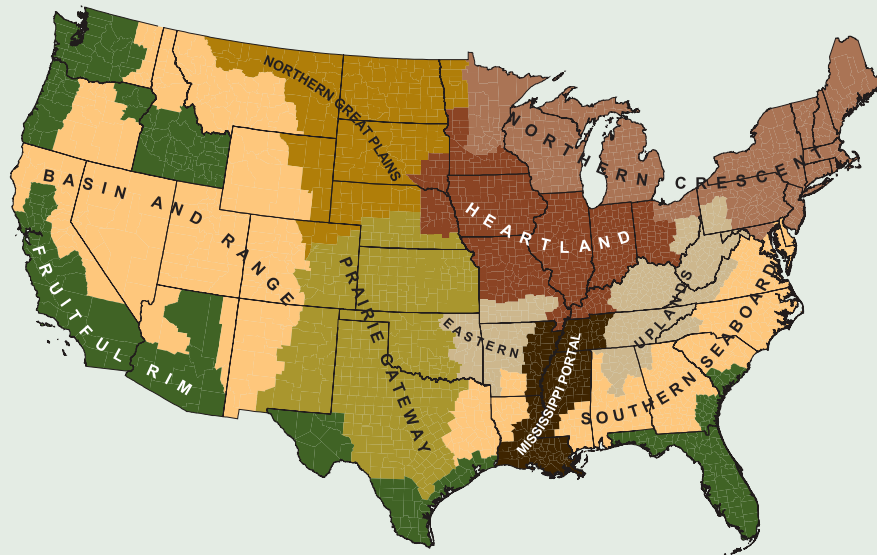 NORTHERN GREAT PLAINS
NORTHERN CRESCENT
BASIN AND RANGE
HEARTLAND
FRUITFUL RIM
PRAIRIE GATEWAY
EASTERN UPLANDS
MISSISSIPPI PORTAL
SOUTHERN SEABOARD